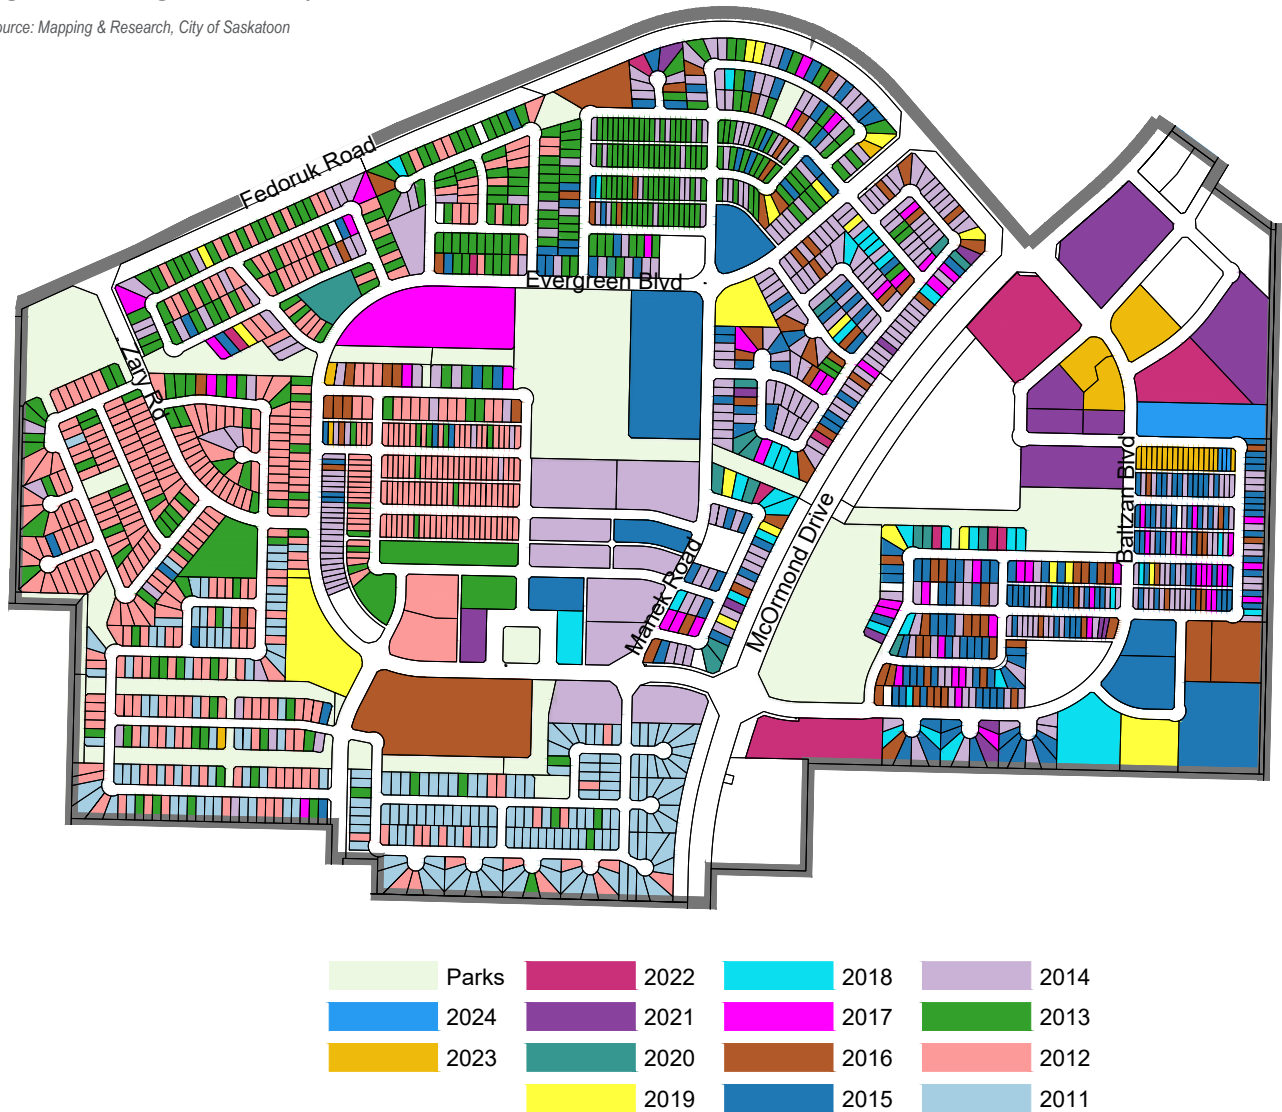 Source: Mapping & Research, City of Saskatoon
Fedoruk Road
Evergreen Blvd
Zary Rd
Baltzan Blvd
McOrmond Drive
Manek Road
Parks 2022 2018 2014
2024 2021 2017 2013
2023 2020 2016 2012
2019 2015 2011